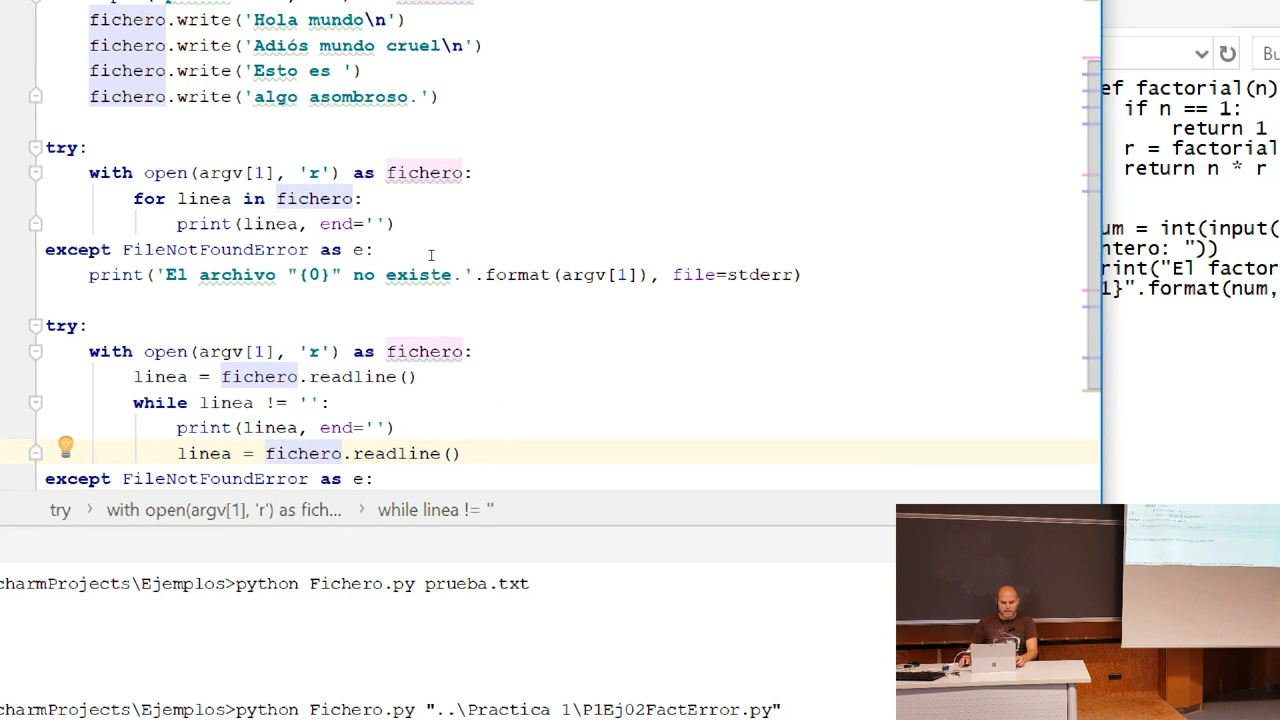 fichero.write('Hola mundo\n')
fichero.write('Adiós mundo cruel\n')
fichero.write('Esto es ')
fichero.write('algo asombroso.')
try:
with open(argv[1], 'r') as fichero:
for linea in fichero:
print(linea, end='')
except FileNotFoundError as e:
print('El archivo "{0}" no existe.'.format(argv[1]), file=stderr)
try:
with open(argv[1], 'r') as fichero:
linea = fichero.readline()
while linea != '':
print(linea, end='')
linea = fichero.readline()
except FileNotFoundError as e:
try > with open(argv[1], 'r') as fich... > while linea != ''
charmProjects\Ejemplos>python Fichero.py prueba.txt
charmProjects\Ejemplos>python Fichero.py "..\Practica 1\P1Ej02FactError.py"
Bu
ef factorial(n)
if n == 1:
return 1
r = factorial
return n * r
um = int(input(
ntero: "))
rint("El factor
1}".format(num,